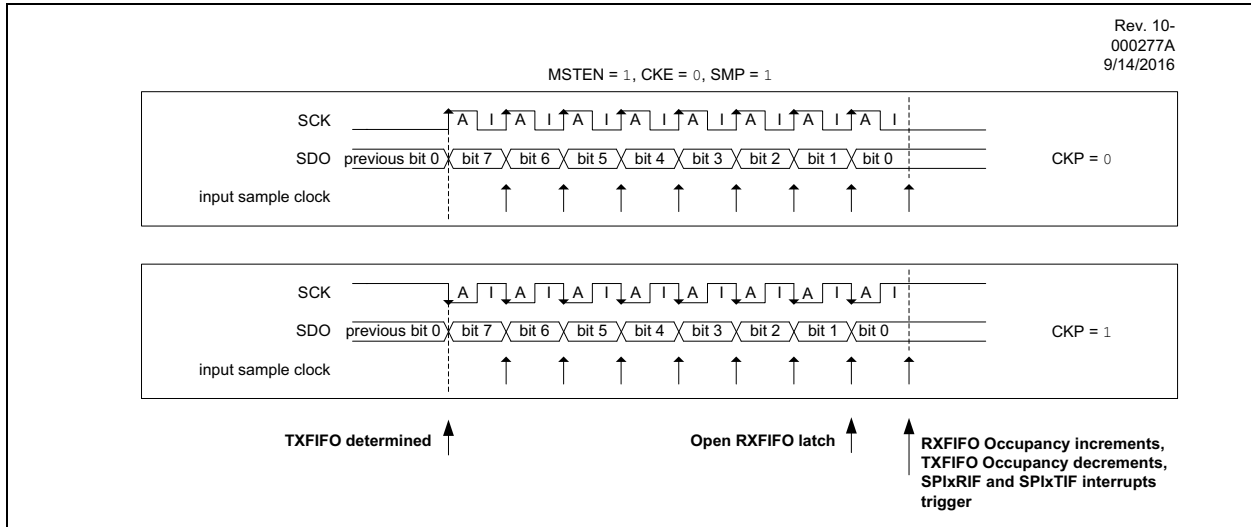 Rev. 10-
000277A
9/14/2016
MSTEN = 1, CKE = 0, SMP = 1
SCK A I A I A I A I A I A I A I A I
SDO previous bit 0 bit 7 bit 6 bit 5 bit 4 bit 3 bit 2 bit 1 bit 0 CKP = 0
input sample clock
SCK A I A I A I A I A I A I A I A I
SDO previous bit 0 bit 7 bit 6 bit 5 bit 4 bit 3 bit 2 bit 1 bit 0 CKP = 1
input sample clock
TXFIFO determined
Open RXFIFO latch
RXFIFO Occupancy increments,
TXFIFO Occupancy decrements,
SPIxRIF and SPIxTIF interrupts
trigger